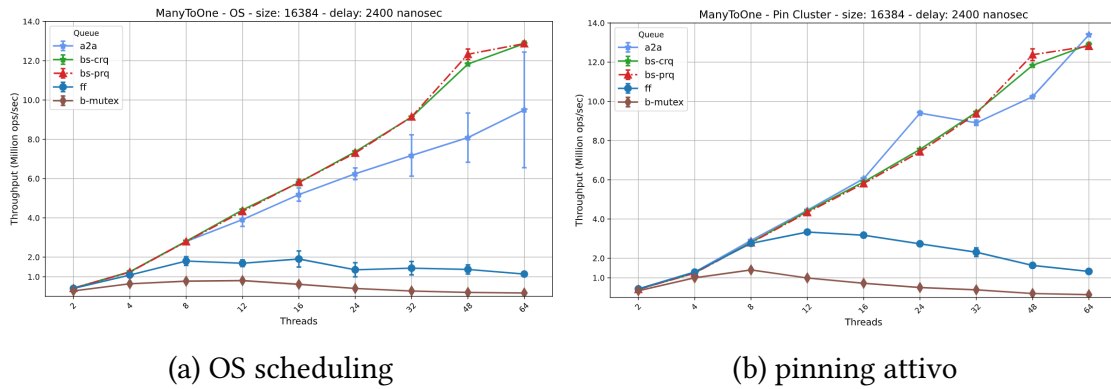 ManyToOne - OS - size: 16384 - delay: 2400 nanosec
Throughput (Million ops/sec)
14.0
12.0
10.0
8.0
6.0
4.0
2.0
1.0
Queue
a2a
bs-crq
bs-prq
ff
b-mutex
2
4
8
12
16
24
32
48
64
Threads
(a) OS scheduling
ManyToOne - Pin Cluster - size: 16384 - delay: 2400 nanosec
Throughput (Million ops/sec)
14.0
12.0
10.0
8.0
6.0
4.0
2.0
1.0
Queue
a2a
bs-crq
bs-prq
ff
b-mutex
2
4
8
12
16
24
32
48
64
Threads
(b) pinning attivo